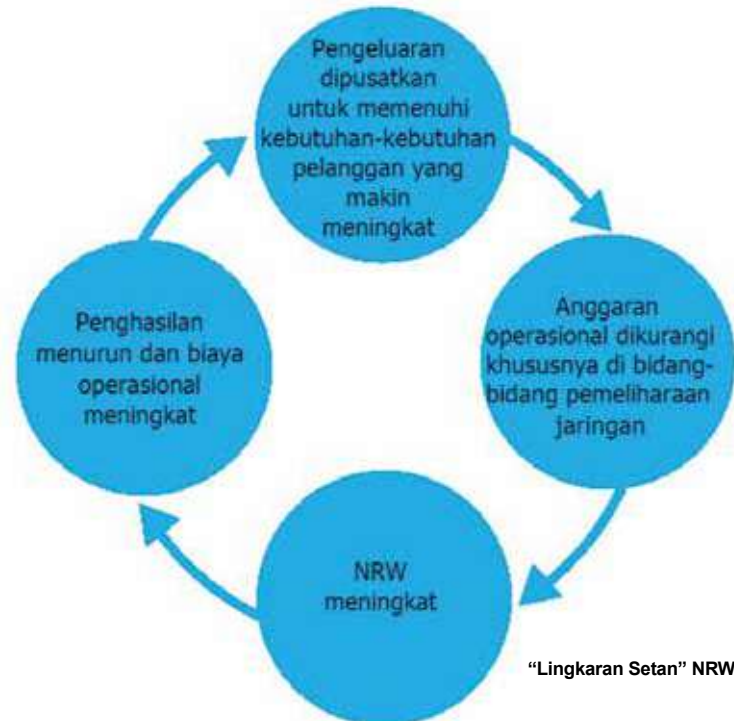 Pengeluaran
dipusatkan
untuk memenuhi
kebutuhan-kebutuhan
pelanggan yang
makin
meningkat
Anggaran
operasional dikurangi
khususnya di bidang-
bidang pemeliharaan
jaringan
NRW
meningkat
Penghasilan
menurun dan biaya
operasional
meningkat
“Lingkaran Setan” NRW